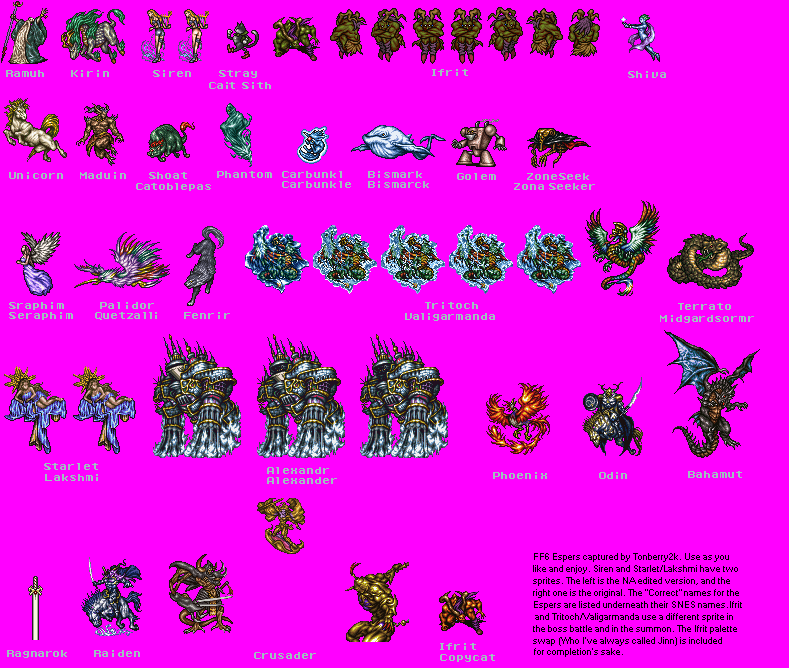 Ramuh
Kirin
Siren
Stray
Cait Sith
Ifrit
Shiva
Unicorn
Maduin
Shoat
Catoblepas
Phantom
Carbunkl
Carbunkle
Bismark
Bismarck
Golem
ZoneSeek
Zona Seeker
Sraphim
Seraphim
Palidor
Quetzalli
Fenrir
Tritoch
Valigarmanda
Terrato
Midgardsormr
Starlet
Lakshmi
Alexandr
Alexander
Phoenix
Odin
Bahamut
Ragnarok
Raiden
Crusader
Ifrit
Copycat
FF6 Espers captured by Tonberry2k. Use as you
like and enjoy. Siren and Starlet/Lakshmi have two
sprites. The left is the NA edited version, and the
right one is the original. The "Correct" names for the
Espers are listed underneath their SNES names. Ifrit
and Tritoch/Valigarmanda use a different sprite in
the boss battle and in the summon. The Ifrit palette
swap (Who I've always called Jinn) is included
for completion's sake.